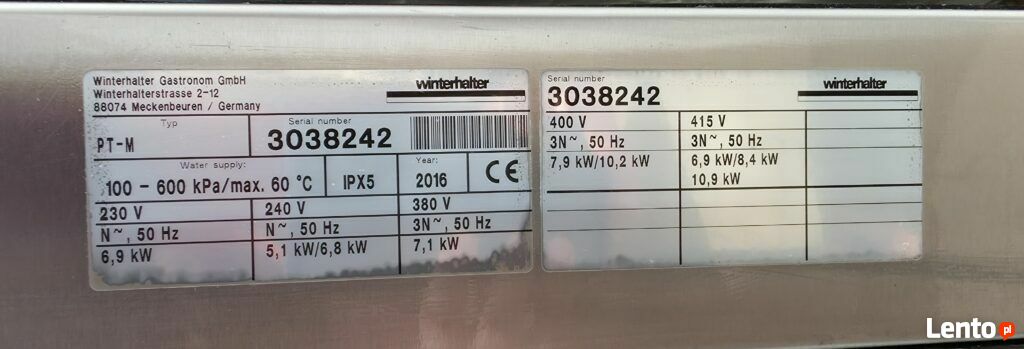 Winterhalter Gastronom GmbH
Winterhalterstrasse 2-12
88074 Meckenbeuren / Germany
winterhalter
Typ
PT-M
Serial number
3038242
Water supply:
100 - 600 kPa/max. 60 °C
IPX5
Year:
2016
CE
230 V
240 V
380 V
N~, 50 Hz
N~, 50 Hz
3N~, 50 Hz
6,9 kW
5,1 kW/6,8 kW
7,1 kW
Serial number
3038242
winterhalter
400 V
415 V
3N~, 50 Hz
3N~, 50 Hz
7,9 kW/10,2 kW
6,9 kW/8,4 kW
10,9 kW
Lento.pl